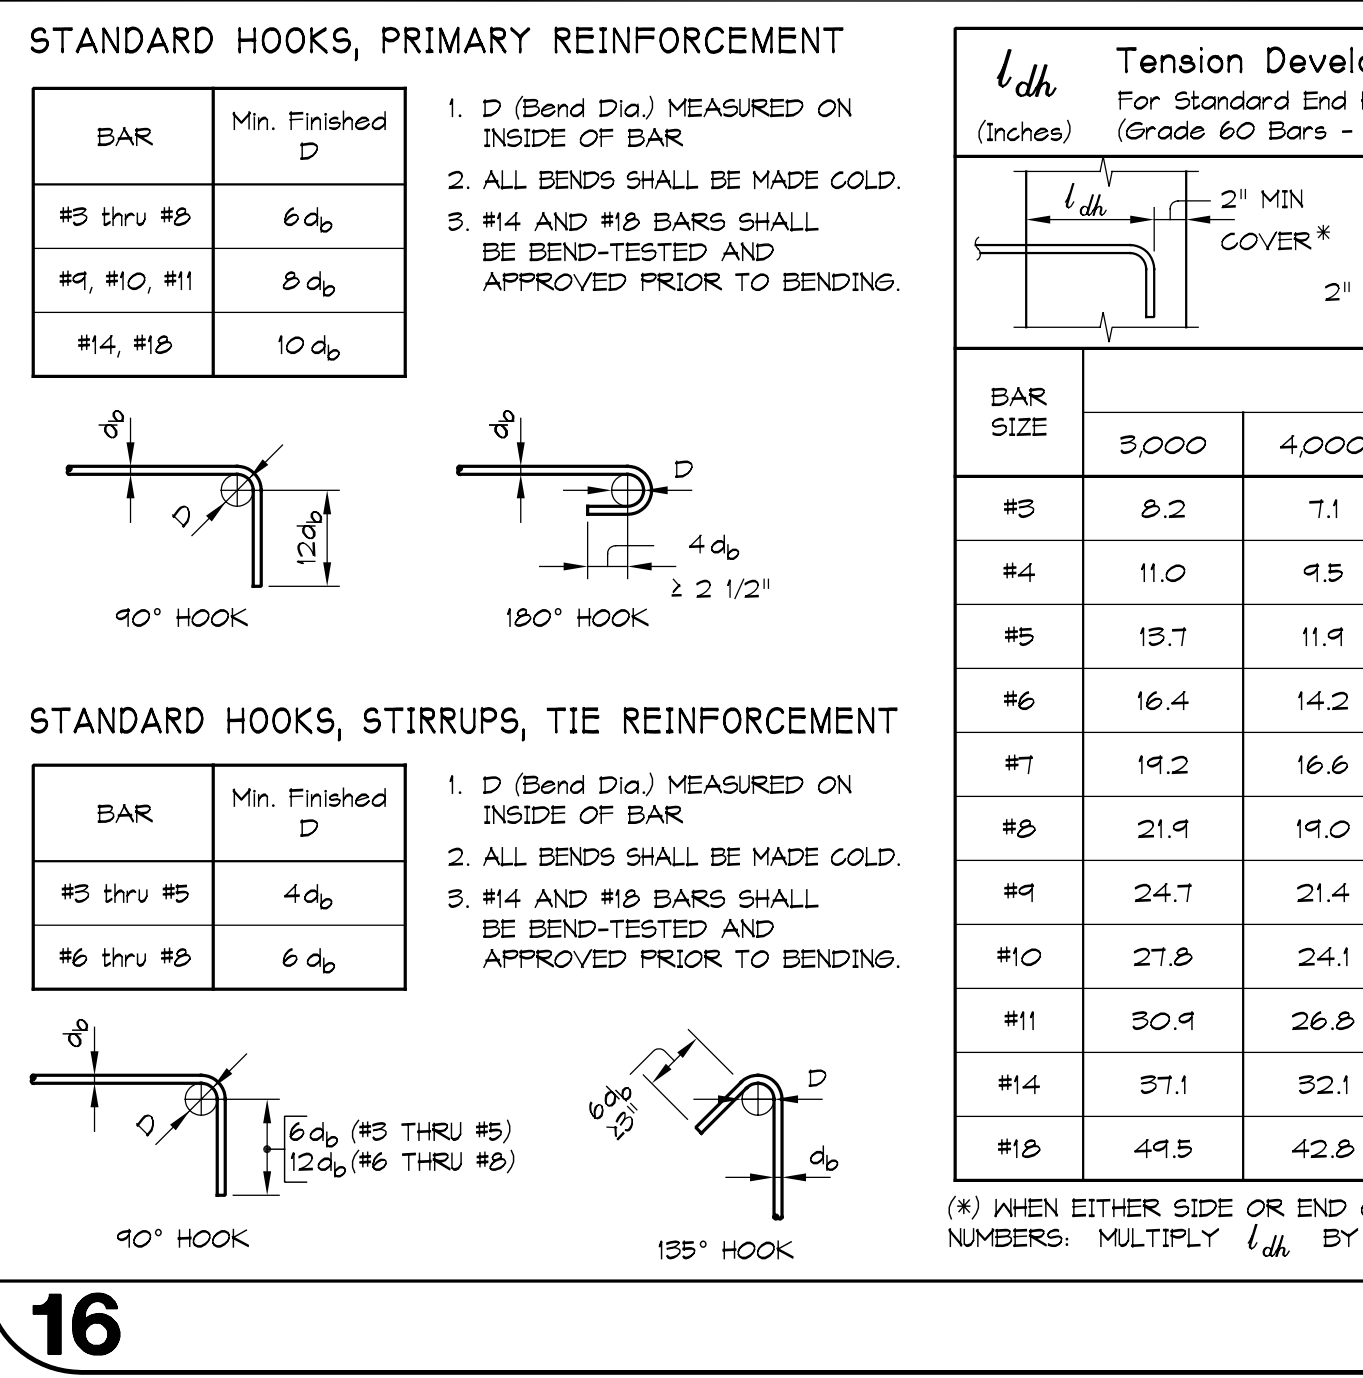 STANDARD HOOKS, PRIMARY REINFORCEMENT
BAR
Min. Finished
D
#3 thru #8
6 db
#9, #10, #11
8 db
#14, #18
10 db
1. D (Bend Dia.) MEASURED ON
INSIDE OF BAR
2. ALL BENDS SHALL BE MADE COLD.
3. #14 AND #18 BARS SHALL
BE BEND-TESTED AND
APPROVED PRIOR TO BENDING.
db
D
12db
90° HOOK
db
D
4 db
≥ 2 1/2"
180° HOOK
STANDARD HOOKS, STIRRUPS, TIE REINFORCEMENT
BAR
Min. Finished
D
#3 thru #5
4db
#6 thru #8
6 db
1. D (Bend Dia.) MEASURED ON
INSIDE OF BAR
2. ALL BENDS SHALL BE MADE COLD.
3. #14 AND #18 BARS SHALL
BE BEND-TESTED AND
APPROVED PRIOR TO BENDING.
db
D
6db (#3 THRU #5)
12db (#6 THRU #8)
90° HOOK
6db
≥3"
D
db
135° HOOK
ldh
(Inches)
Tension
For Standard End
(Grade 60 Bars -
ldh
2" MIN
COVER*
2"
BAR
SIZE
3,000 4,000
#3 8.2 7.1
#4 11.0 9.5
#5 13.7 11.9
#6 16.4 14.2
#7 19.2 16.6
#8 21.9 19.0
#9 24.7 21.4
#10 27.8 24.1
#11 30.9 26.8
#14 37.1 32.1
#18 49.5 42.8
(*) WHEN EITHER SIDE OR END
NUMBERS: MULTIPLY ldh BY
16